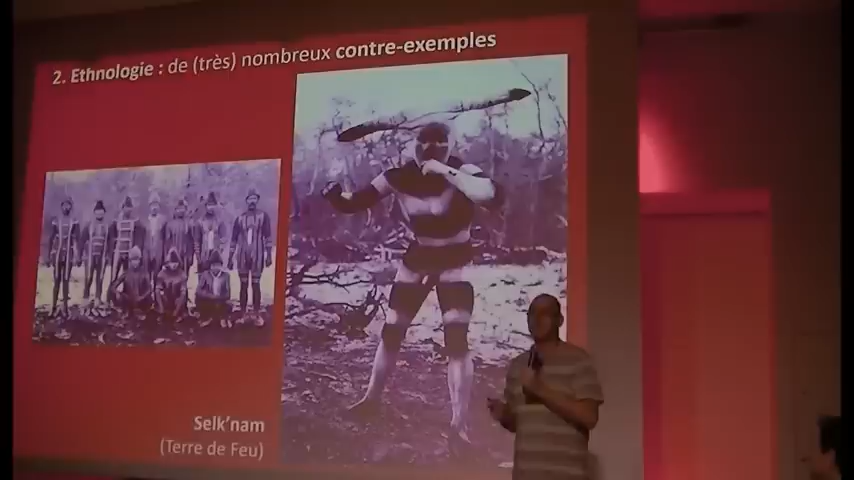 2. Ethnologie : de (très) nombreux contre-exemples
Selk'nam
(Terre de Feu)